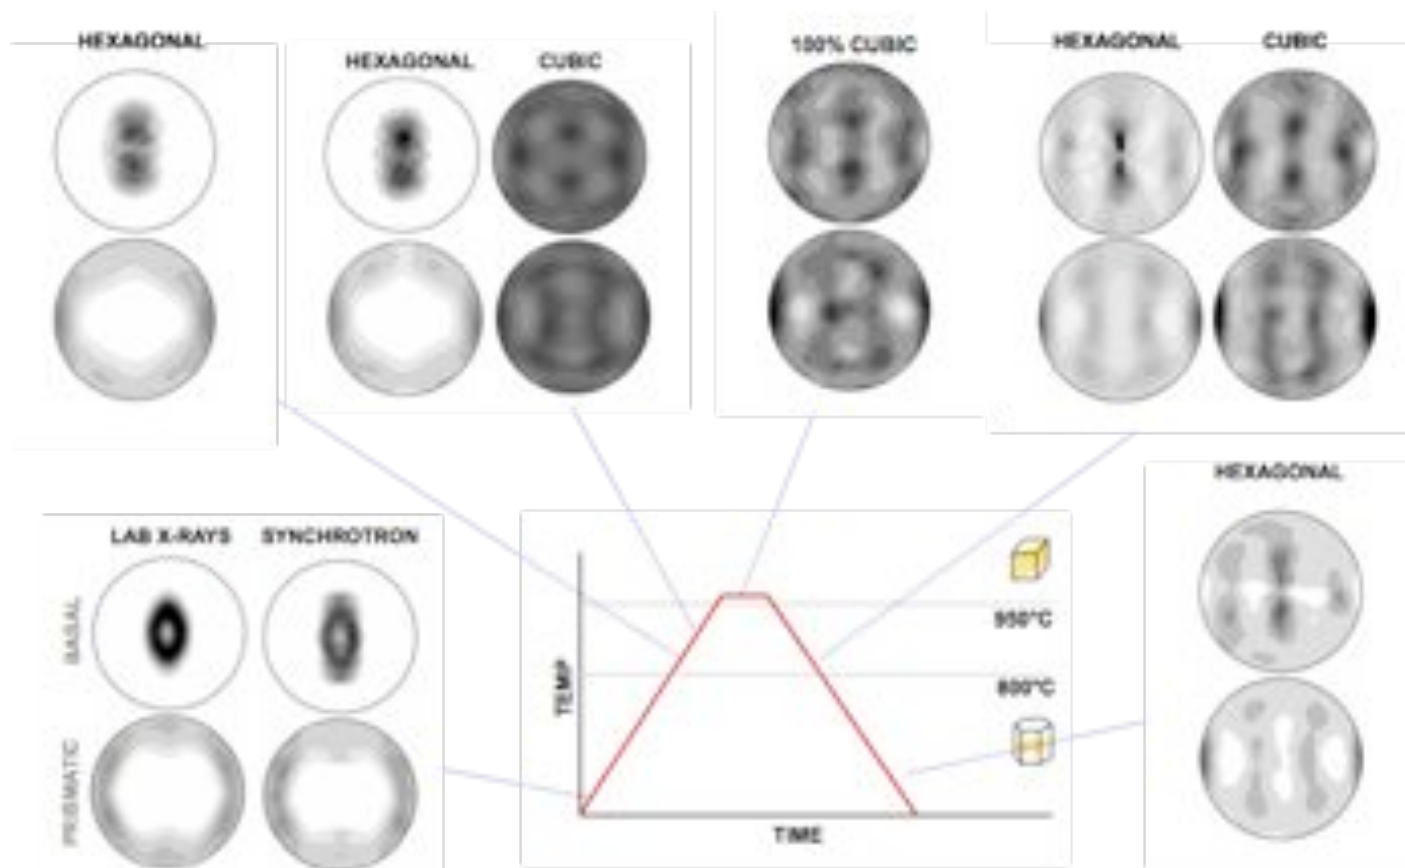 HEXAGONAL
HEXAGONAL CUBIC
100% CUBIC
HEXAGONAL CUBIC
HEXAGONAL
LAB X-RAYS SYNCHROTRON
BASAL
PRISMATIC
TEMP
950°C
800°C
TIME